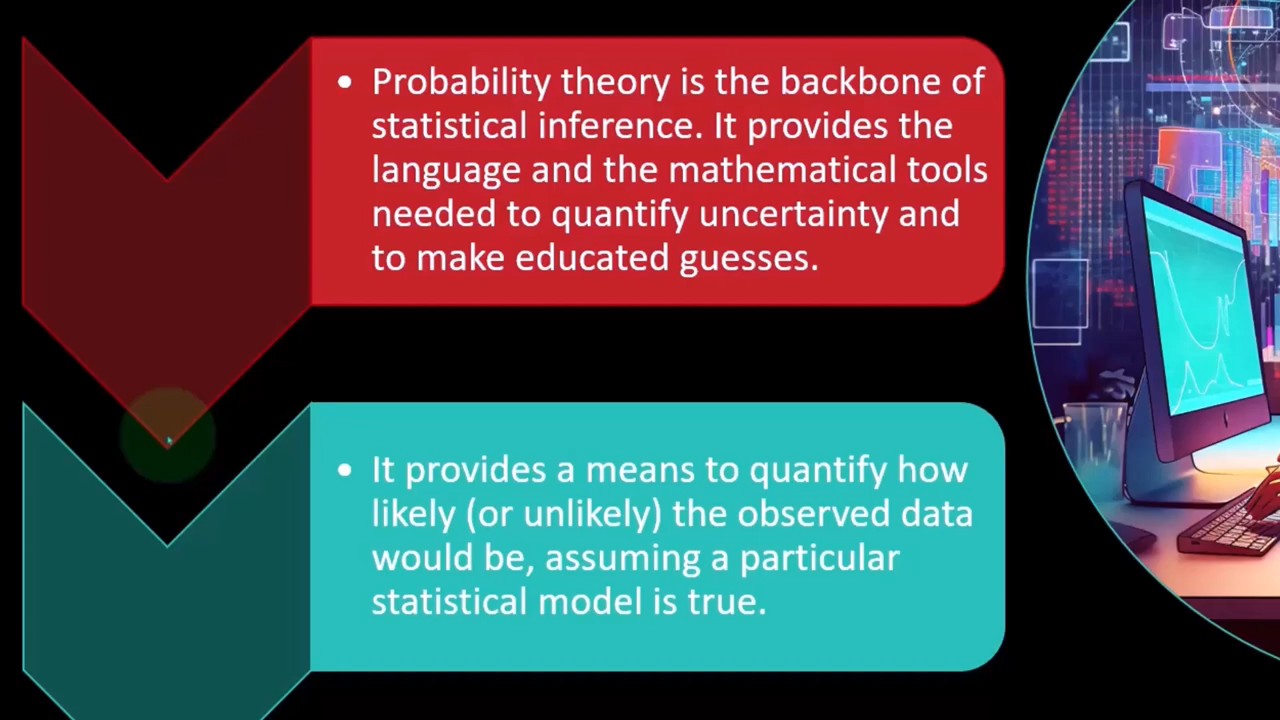 • Probability theory is the backbone of
statistical inference. It provides the
language and the mathematical tools
needed to quantify uncertainty and
to make educated guesses.
• It provides a means to quantify how
likely (or unlikely) the observed data
would be, assuming a particular
statistical model is true.